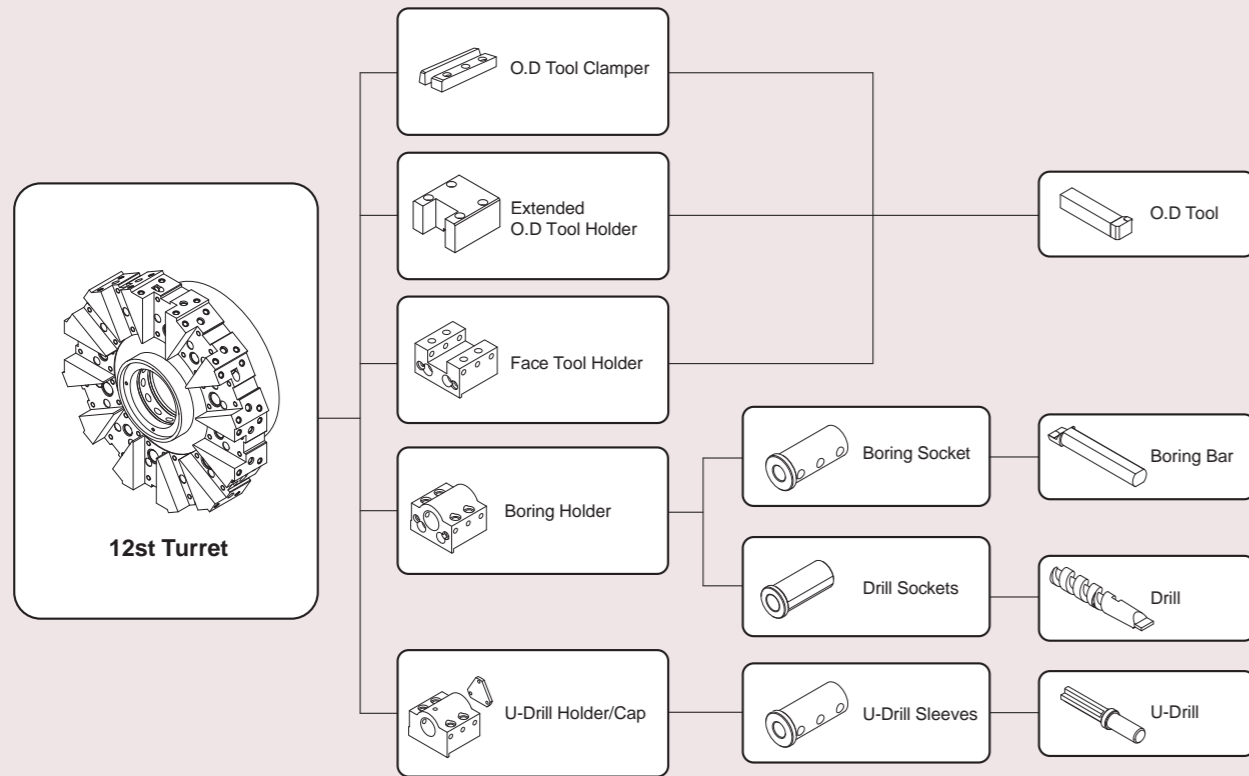 O.D Tool Clamper
Extended
O.D Tool Holder
O.D Tool
Face Tool Holder
Boring Socket
Boring Bar
Boring Holder
12st Turret
Drill Sockets
Drill
U-Drill Holder/Cap
U-Drill Sleeves
U-Drill